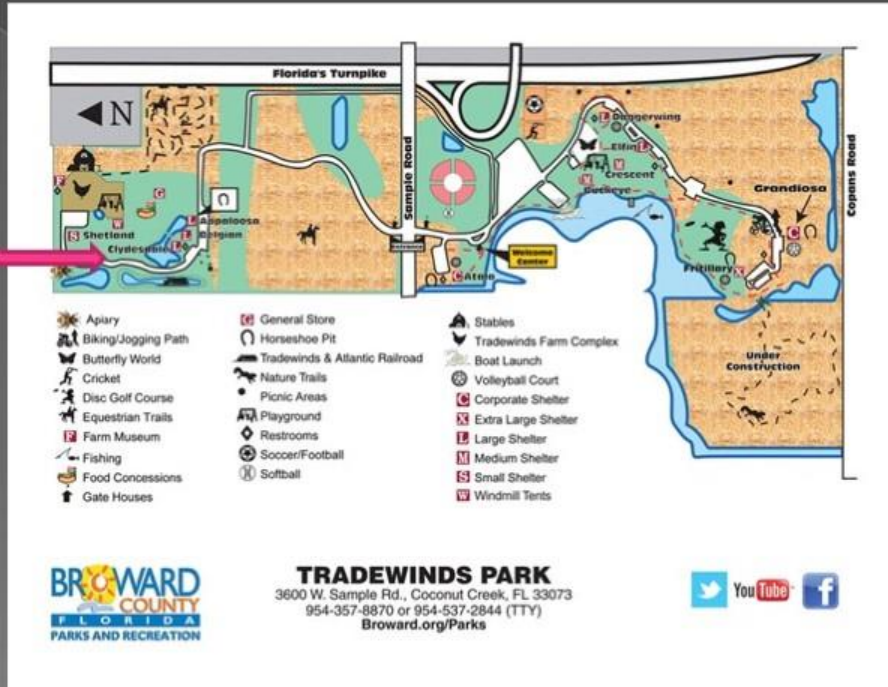 Florida's Turnpike
N
Daggerwing
Elfin
Crescent
Buckeye
Sample Road
Copans Road
Grandiosa
F
G
W
S Shetland
L Appaloosa
L Belgian
Clydesdale L
Entrance
Welcome
Center
C Atala
Fritillary X
C
L
L
M
M
Under
Construction
Apiary
Biking/Jogging Path
Butterfly World
Cricket
Disc Golf Course
Equestrian Trails
F Farm Museum
Fishing
Food Concessions
Gate Houses
G General Store
Horseshoe Pit
Tradewinds & Atlantic Railroad
Nature Trails
Picnic Areas
Playground
Restrooms
Soccer/Football
Softball
Stables
Tradewinds Farm Complex
Boat Launch
Volleyball Court
C Corporate Shelter
X Extra Large Shelter
L Large Shelter
M Medium Shelter
S Small Shelter
W Windmill Tents
BROWARD
COUNTY
FLORIDA
PARKS AND RECREATION
TRADEWINDS PARK
3600 W. Sample Rd., Coconut Creek, FL 33073
954-357-8870 or 954-537-2844 (TTY)
Broward.org/Parks
YouTube
f